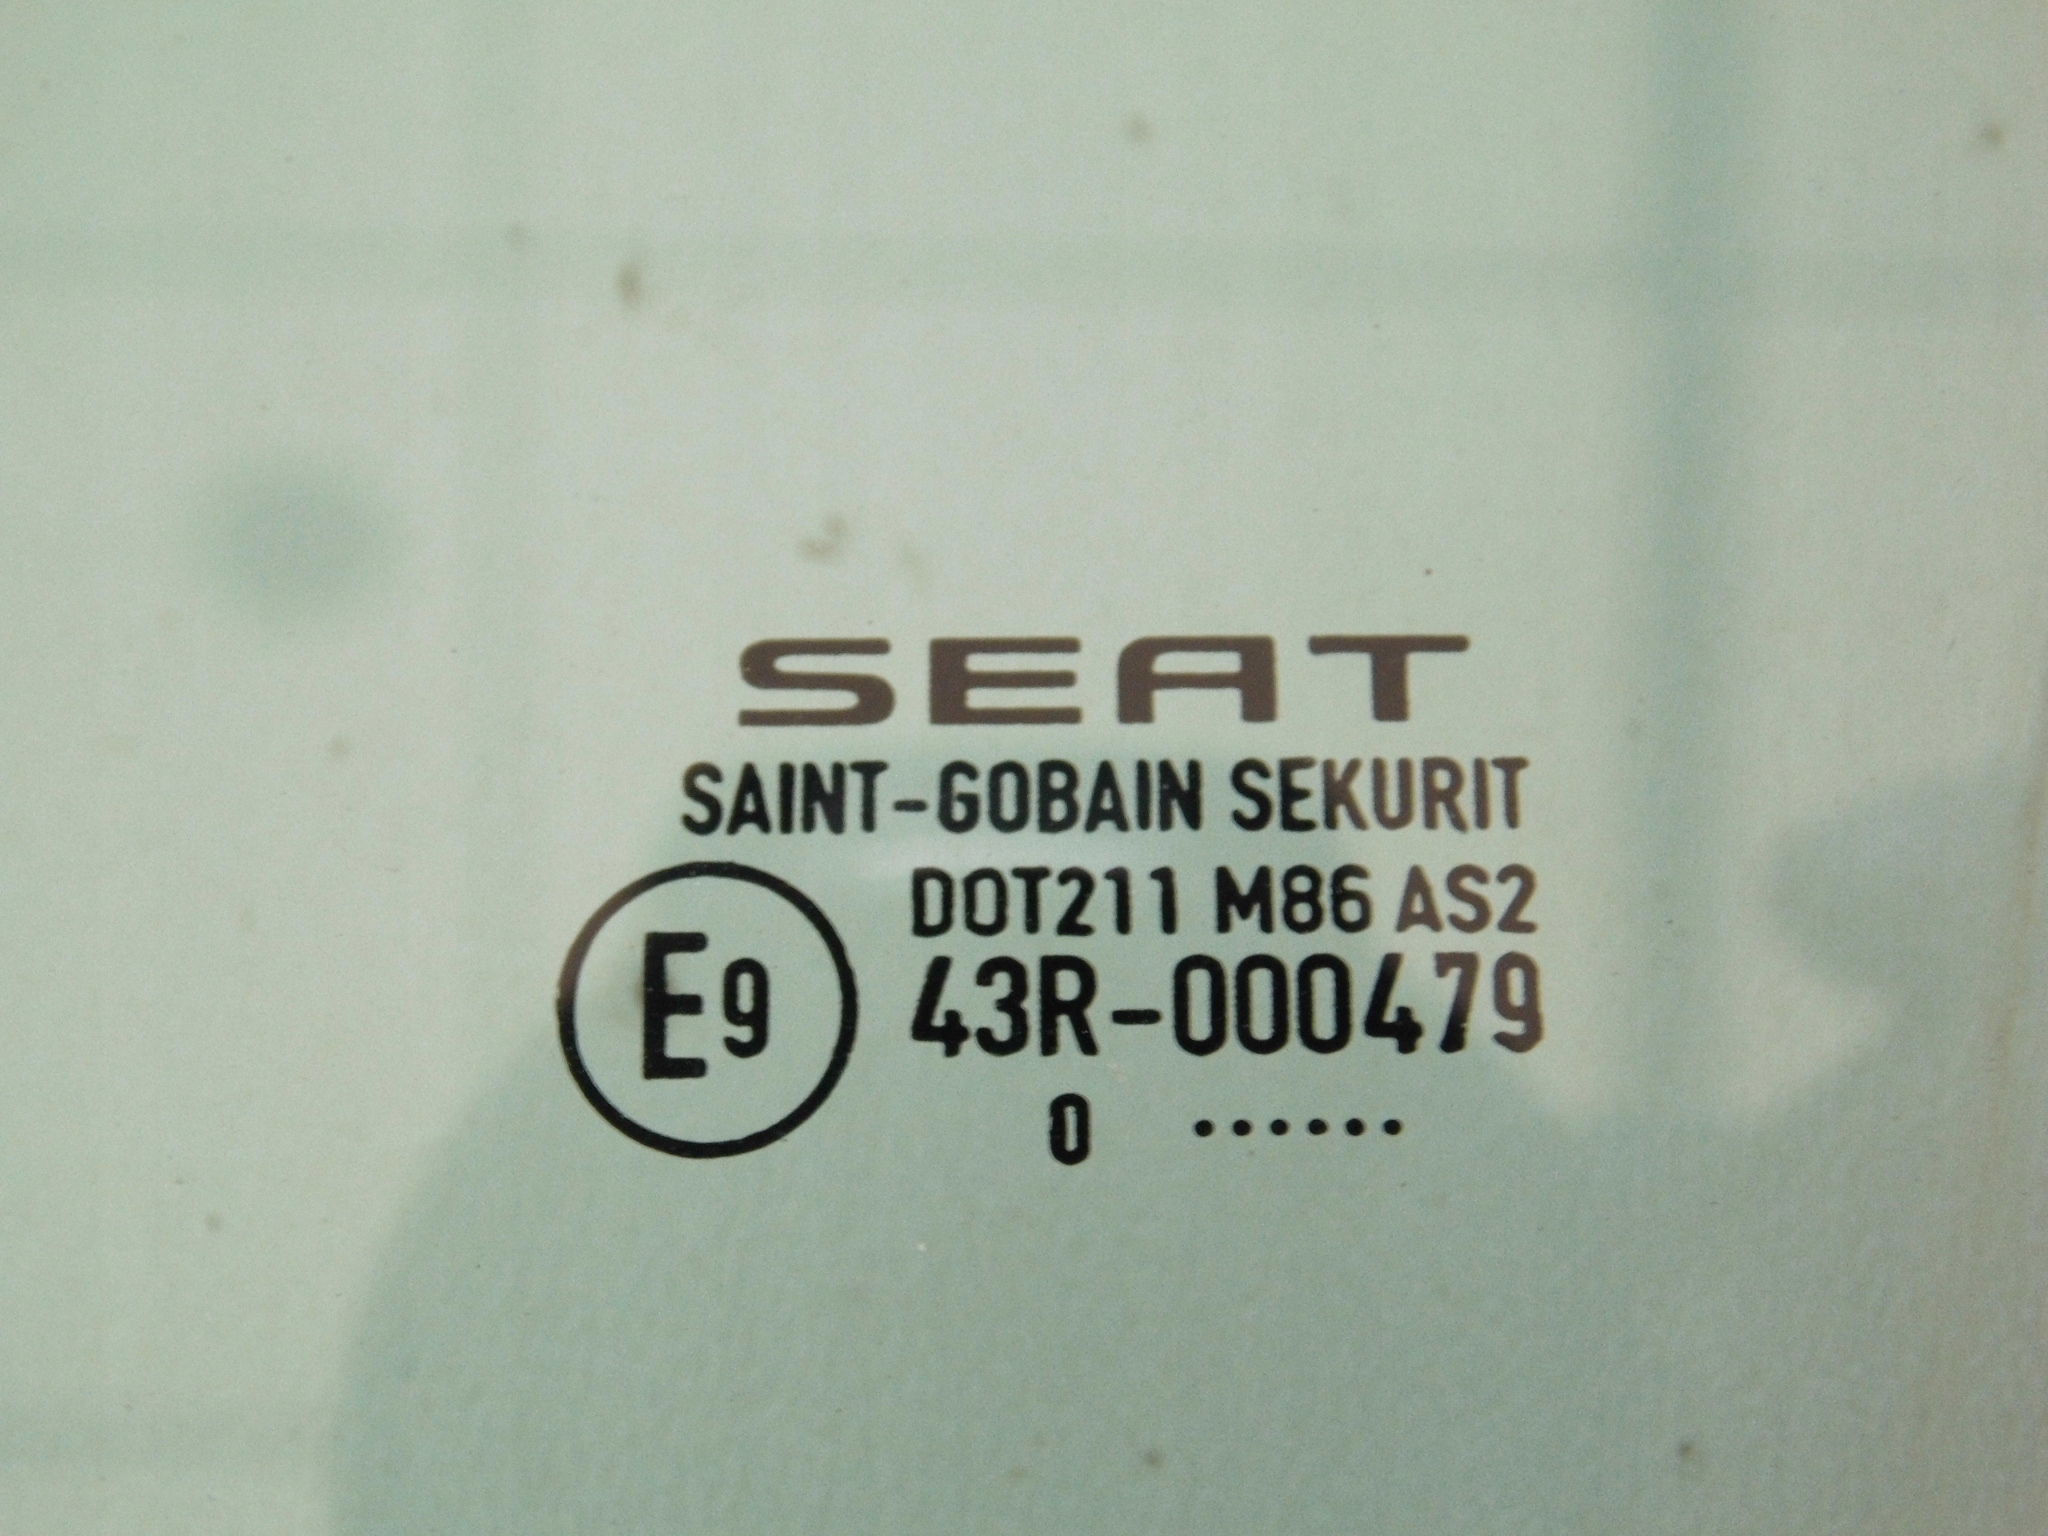 SEAT
SAINT-GOBAIN SEKURIT
E9
DOT211 M86 AS2
43R-000479
0 ......